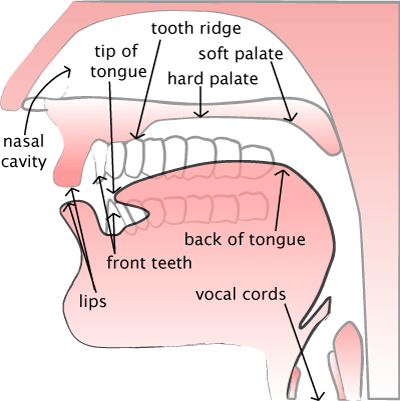 tooth ridge
tip of
tongue
soft palate
hard palate
nasal
cavity
back of tongue
front teeth
lips
vocal cords